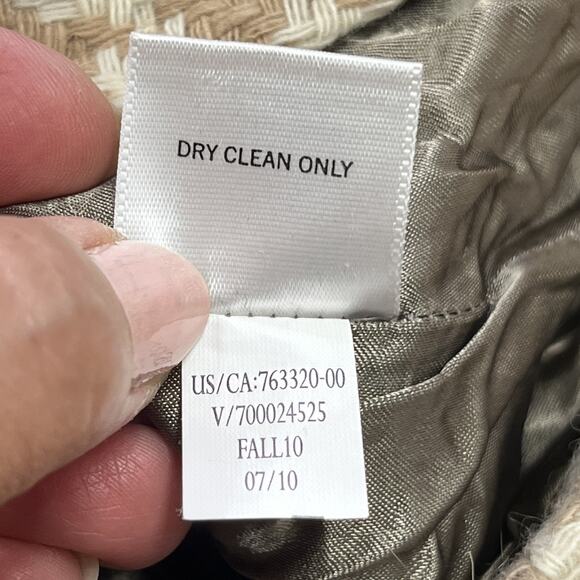 DRY CLEAN ONLY
US/CA:763320-00
V/700024525
FALL10
07/10